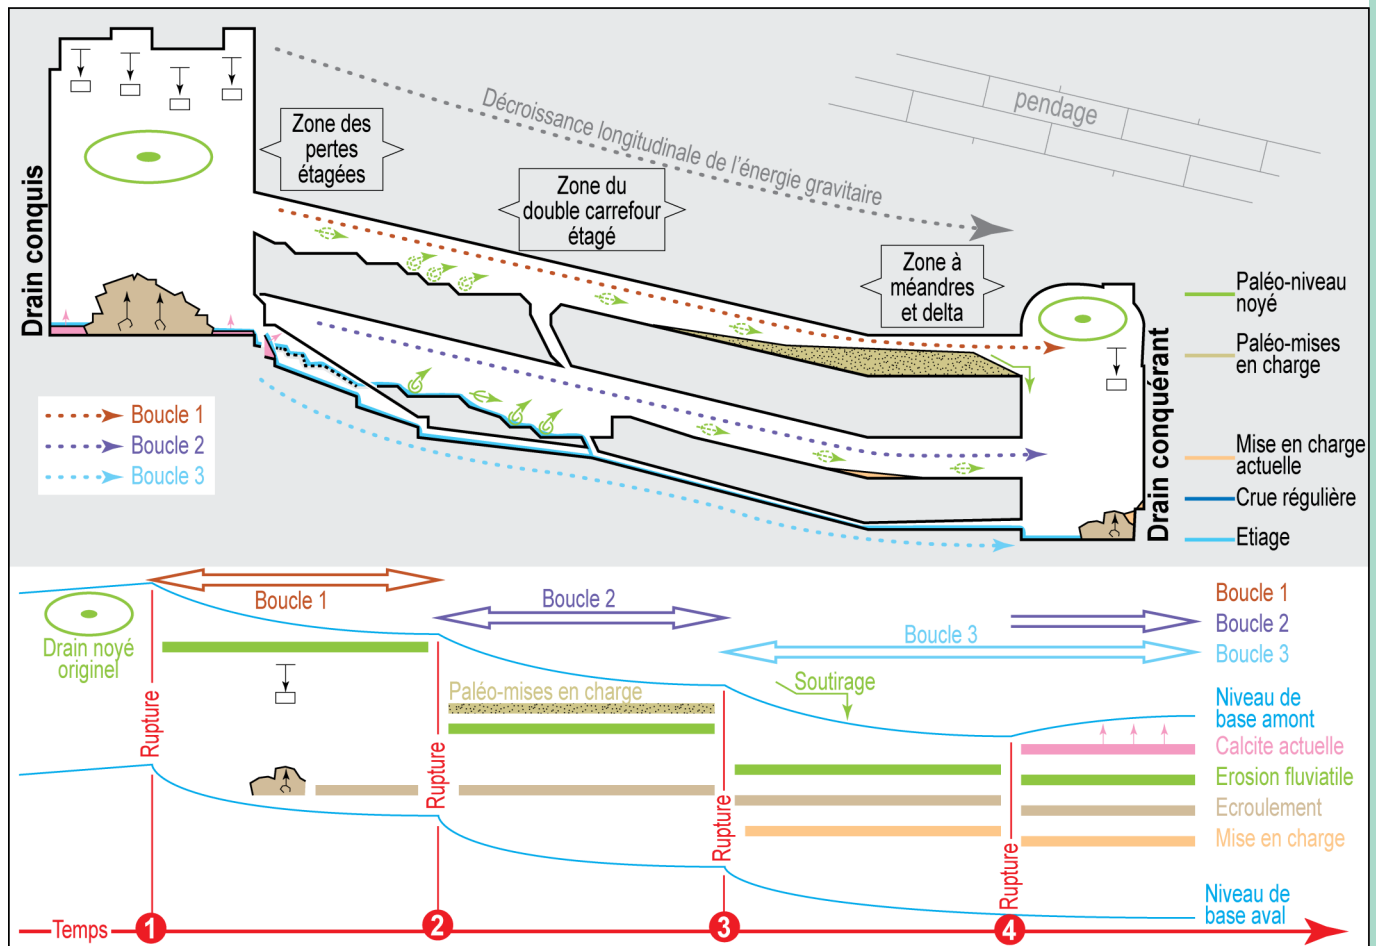 Décroissance longitudinale de l'énergie gravitaire
pendage
Zone des
pertes
étagées
Zone du
double carrefour
étagé
Zone à
méandres
et delta
Drain conquis
Drain conquérant
Boucle 1
Boucle 2
Boucle 3
Paléo-niveau
noyé
Paléo-mises
en charge
Mise en charge
actuelle
Crue régulière
Etiage
Boucle 1
Boucle 2
Boucle 3
Drain noyé
originel
Rupture
Rupture
Rupture
Rupture
Paléo-mises en charge
Soutirage
Boucle 1
Boucle 2
Boucle 3
Niveau de
base amont
Calcite actuelle
Erosion fluviatile
Ecroulement
Mise en charge
Niveau de
base aval
Temps
1
2
3
4